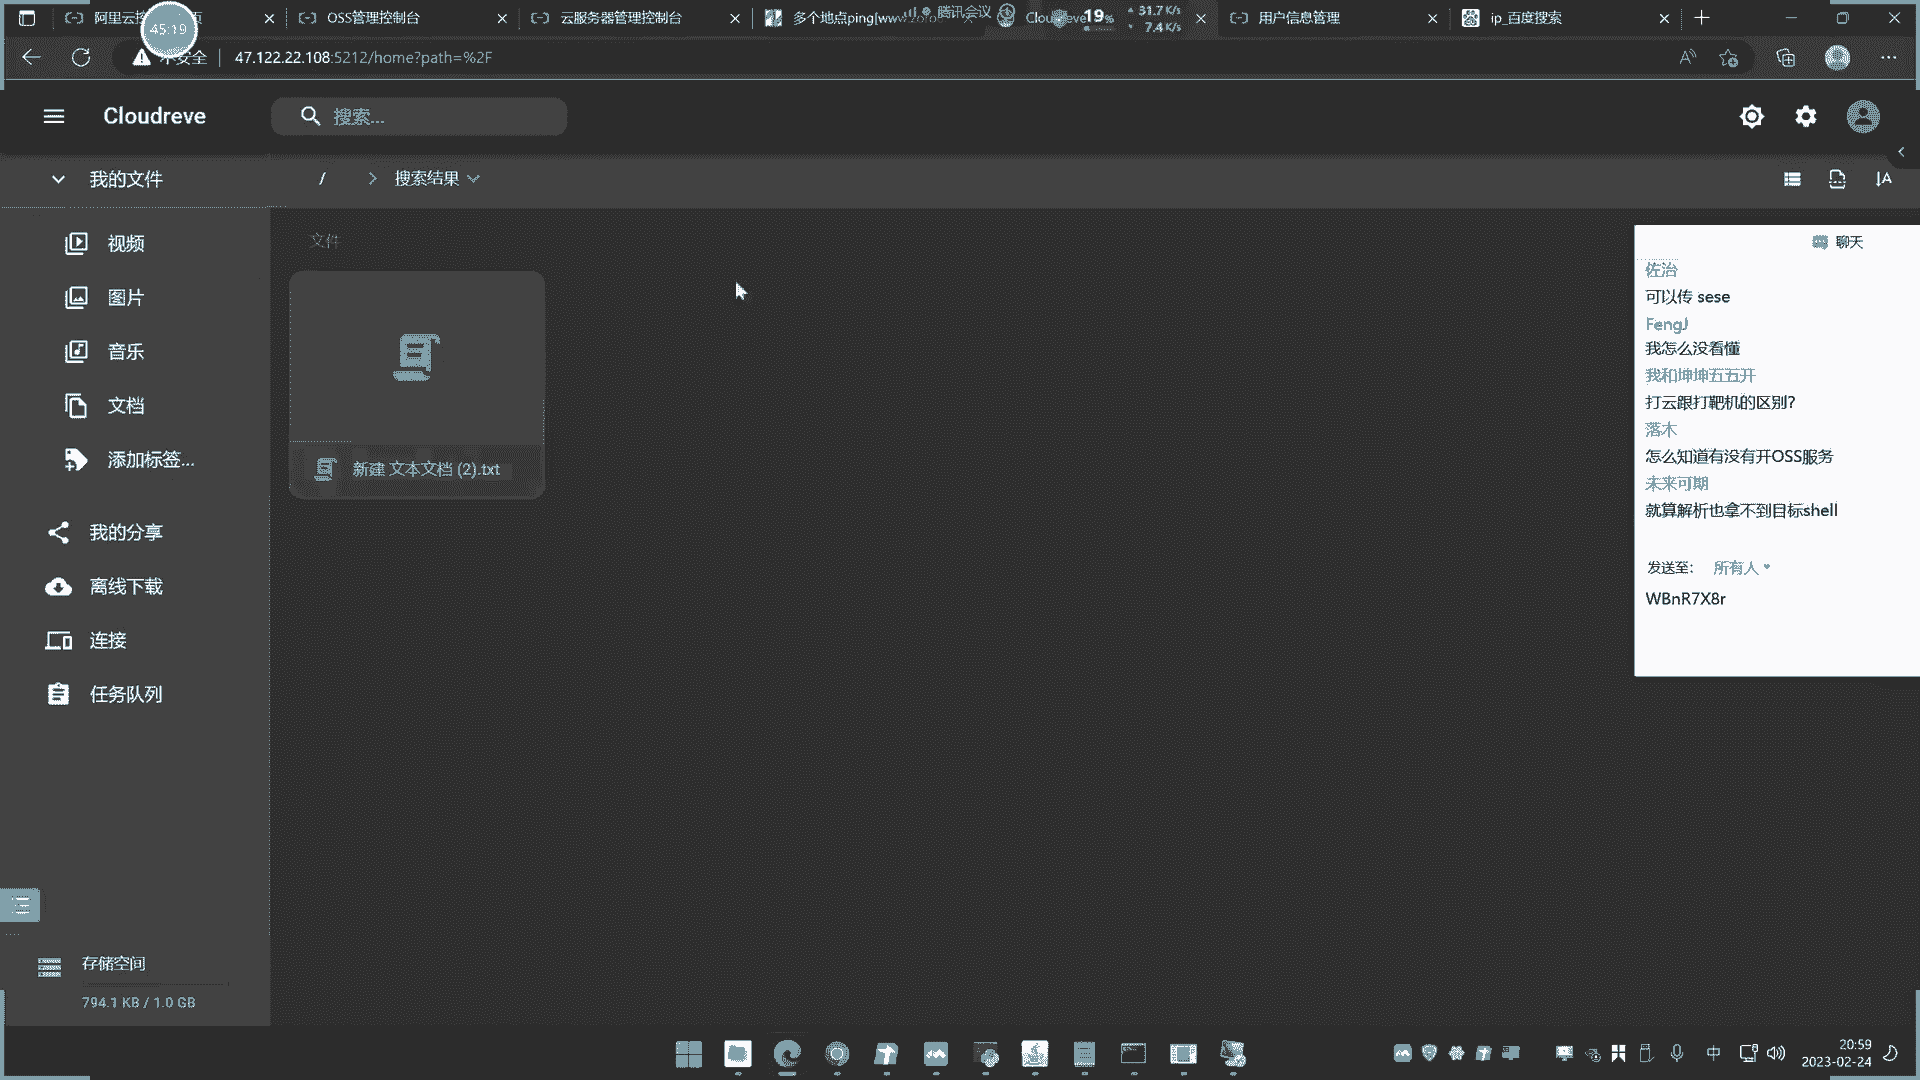 阿里云控
页
OSS管理控制台
云服务器管理控制台
多个地点ping[www.
腾讯会议
19%
31.7 K/s
7.4 K/s
用户信息管理
ip_百度搜索
45:19
不安全
47.122.22.108:5212/home?path=%2F
Cloudreve
搜索...
我的文件
/
搜索结果
视频
图片
音乐
文档
添加标签...
我的分享
离线下载
连接
任务队列
存储空间
794.1 KB / 1.0 GB
文件
新建 文本文档 (2).txt
聊天
佐治
可以传 sese
FengJ
我怎么没看懂
我和坤坤五五开
打云跟打靶机的区别?
落木
怎么知道有没有开OSS服务
未来可期
就算解析也拿不到目标shell
发送至:
所有人
WBnR7X8r
中
20:59
2023-02-24